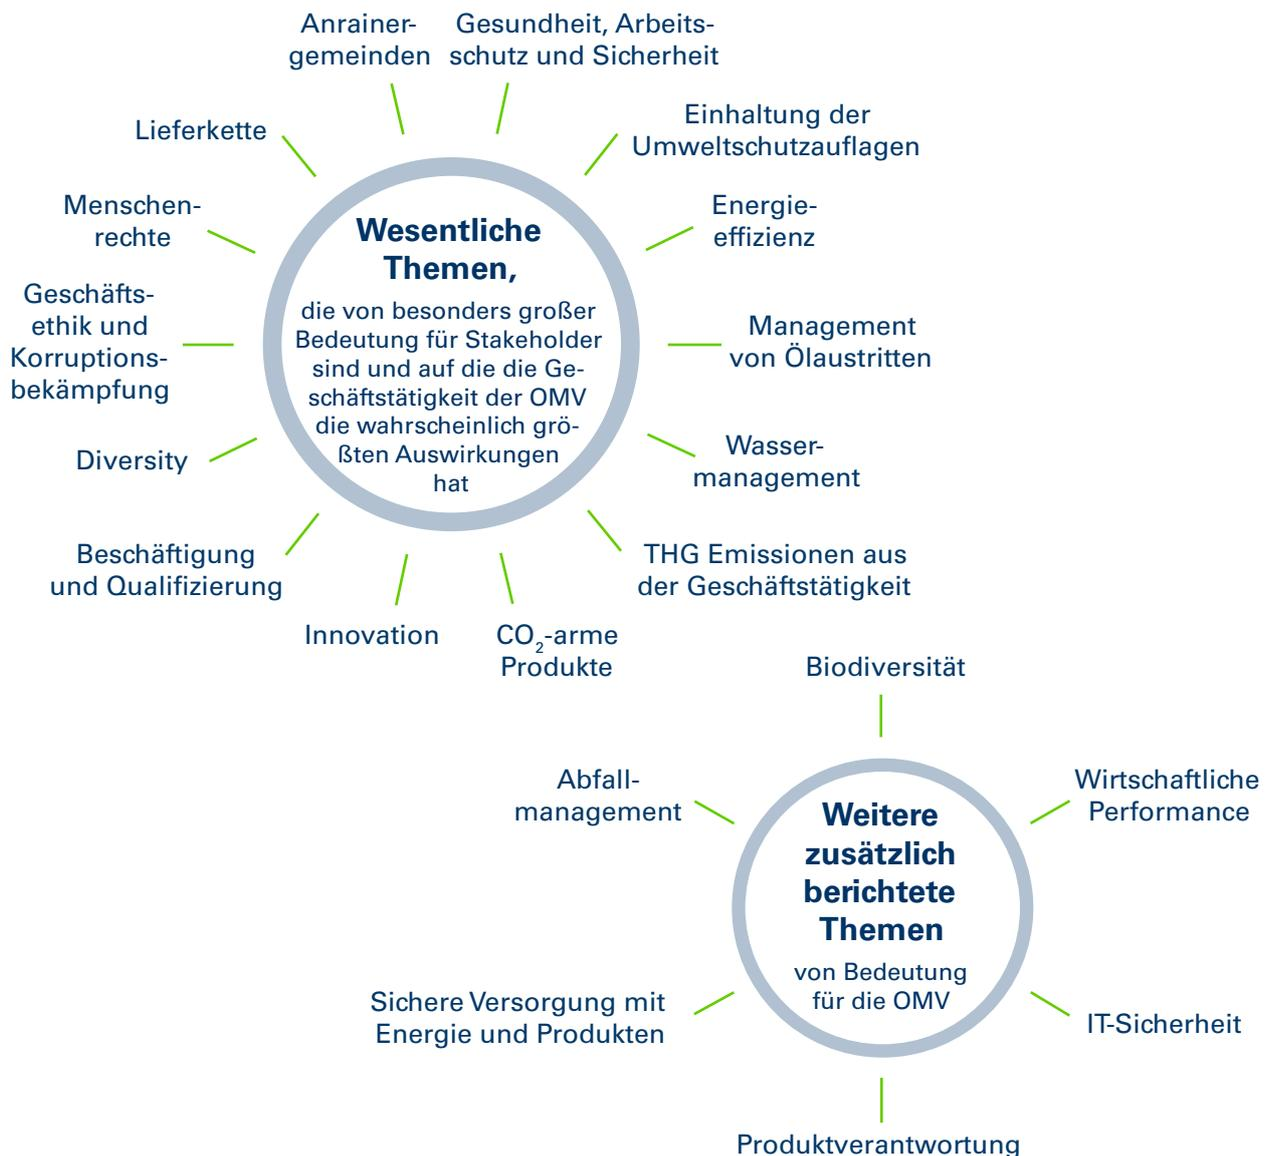 Anrainer-
gemeinden
Gesundheit, Arbeits-
schutz und Sicherheit
Einhaltung der
Umweltschutzauflagen
Lieferkette
Menschen-
rechte
Energie-
effizienz
Wesentliche
Themen,
die von besonders großer
Bedeutung für Stakeholder
sind und auf die die Ge-
schäftstätigkeit der OMV
die wahrscheinlich grö-
ßten Auswirkungen
hat
Geschäfts-
ethik und
Korruptions-
bekämpfung
Management
von Ölaustritten
Diversity
Wasser-
management
Beschäftigung
und Qualifizierung
THG Emissionen aus
der Geschäftstätigkeit
Innovation
CO₂-arme
Produkte
Biodiversität
Abfall-
management
Wirtschaftliche
Performance
Weitere
zusätzlich
berichtete
Themen
von Bedeutung
für die OMV
Sichere Versorgung mit
Energie und Produkten
IT-Sicherheit
Produktverantwortung